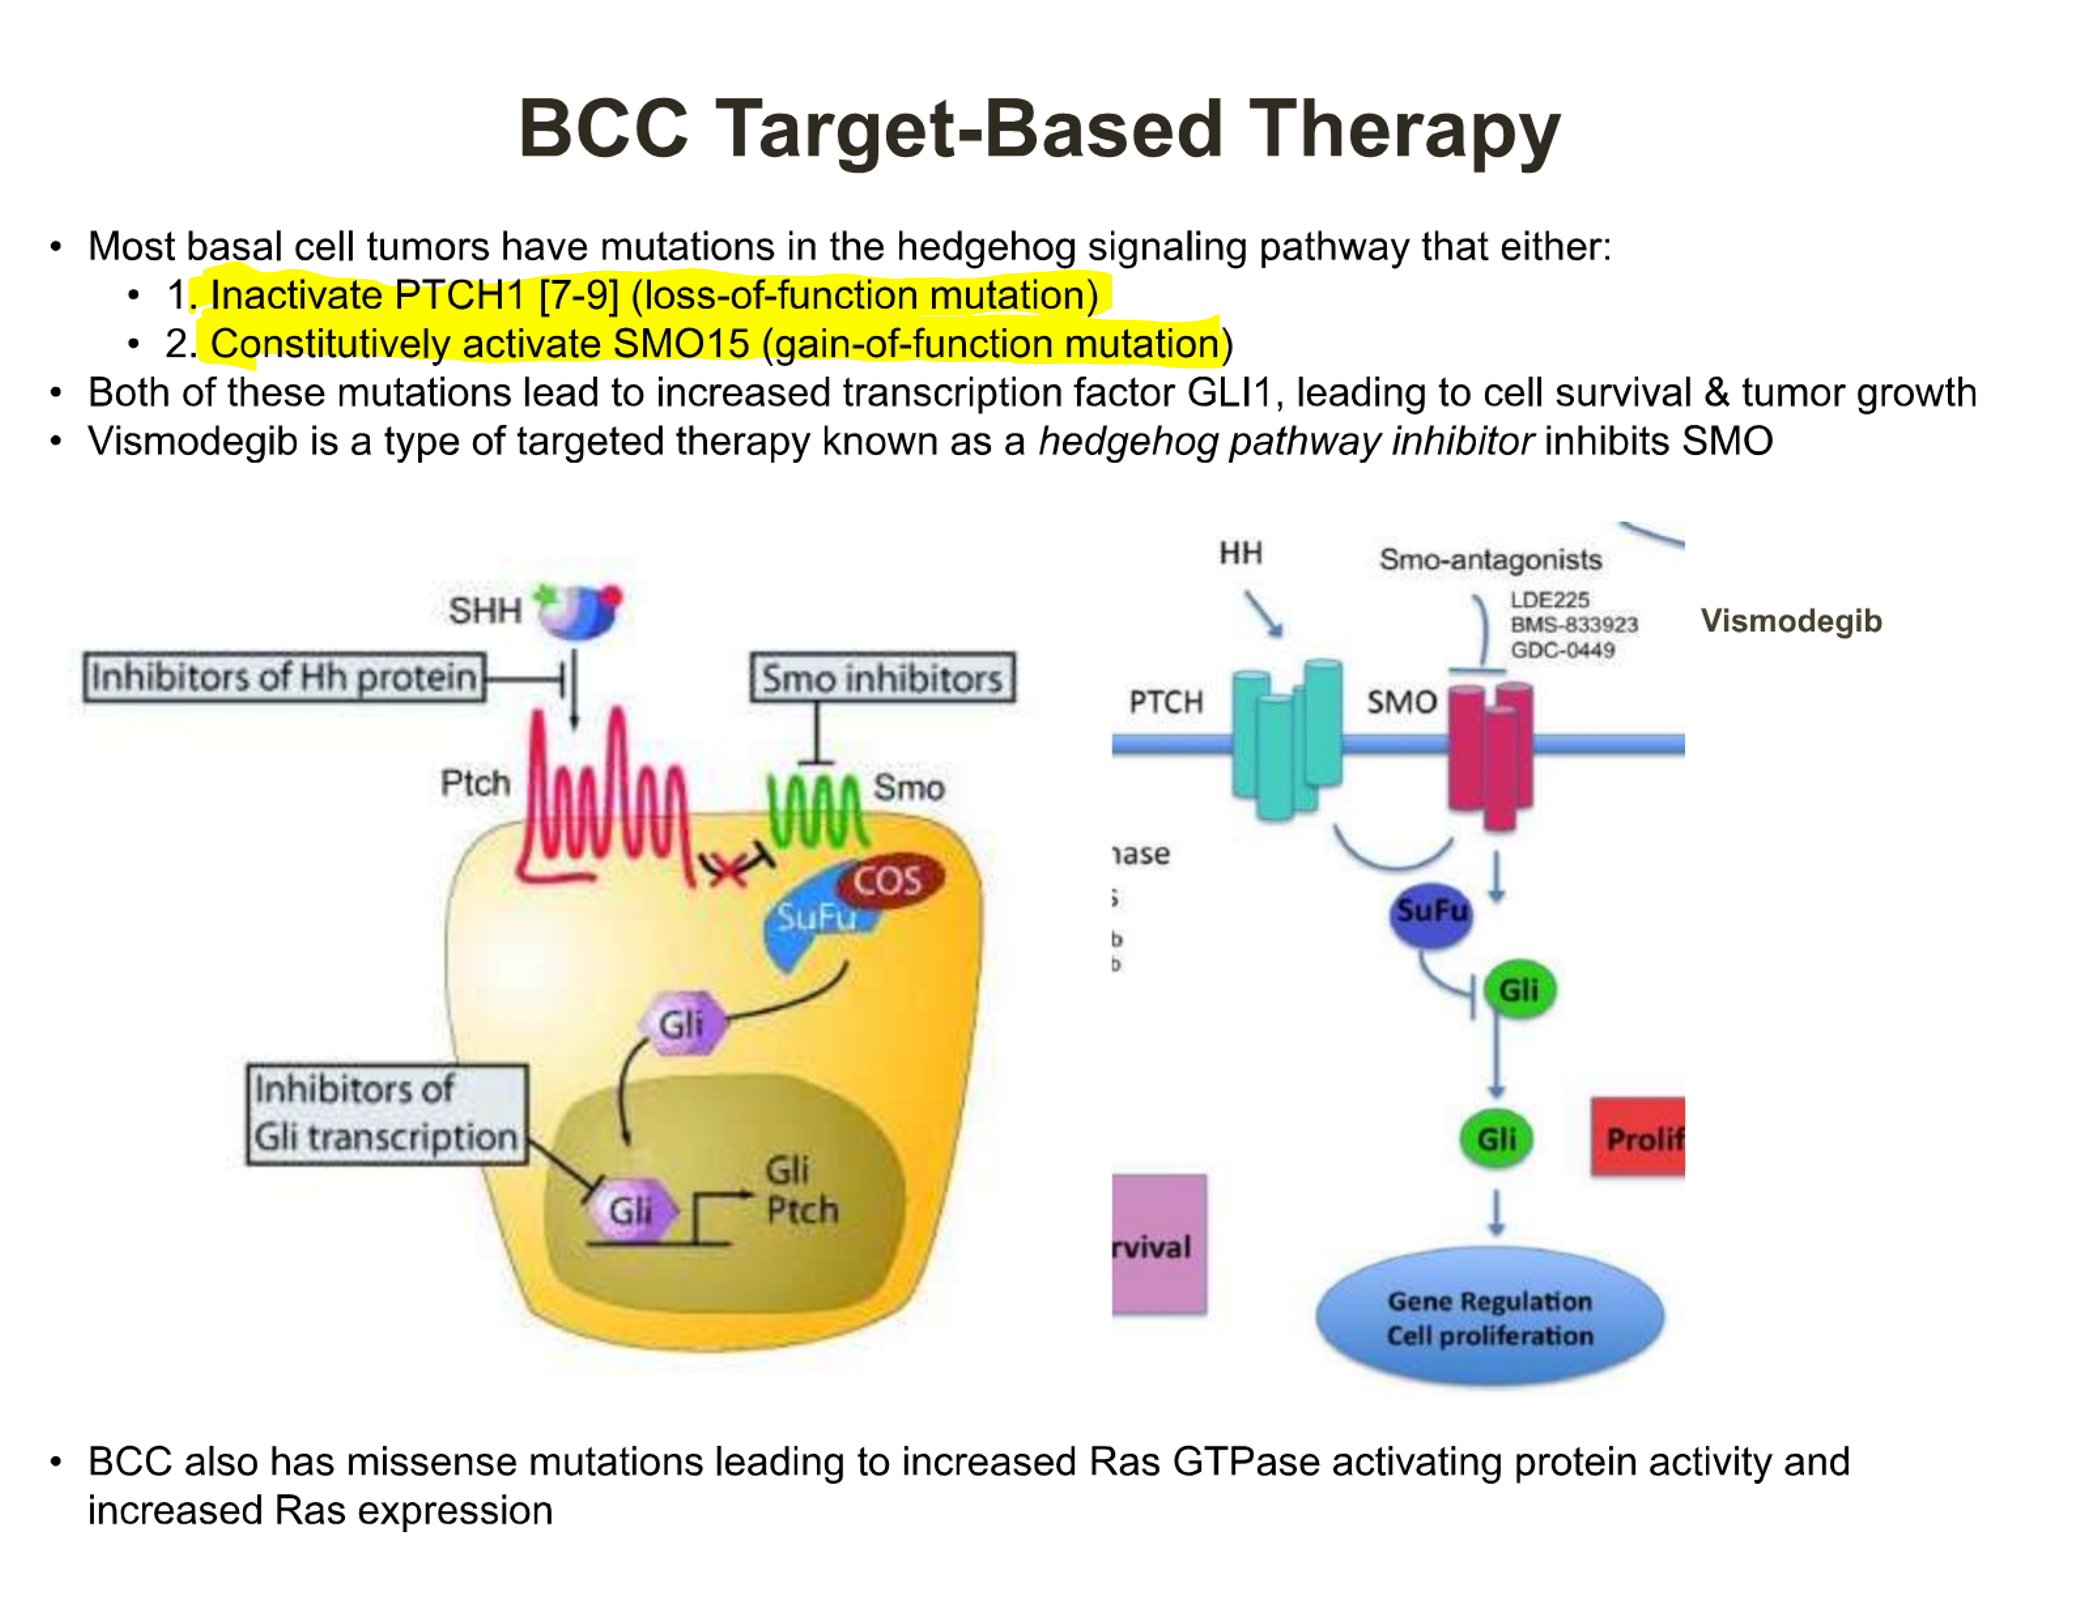 BCC Target-Based Therapy
• Most basal cell tumors have mutations in the hedgehog signaling pathway that either:
• 1. Inactivate PTCH1 [7-9] (loss-of-function mutation)
• 2. Constitutively activate SMO15 (gain-of-function mutation)
• Both of these mutations lead to increased transcription factor GLI1, leading to cell survival & tumor growth
• Vismodegib is a type of targeted therapy known as a hedgehog pathway inhibitor inhibits SMO
SHH
Inhibitors of Hh protein
Smo inhibitors
Ptch
Smo
COS
SuFu
Gli
Inhibitors of
Gli transcription
Gli
Gli
Ptch
HH
Smo-antagonists
LDE225
BMS-833923
GDC-0449
Vismodegib
PTCH
SMO
nase
s
b
b
SuFu
Gli
Gli
Prolif
rvival
Gene Regulation
Cell proliferation
• BCC also has missense mutations leading to increased Ras GTPase activating protein activity and
increased Ras expression